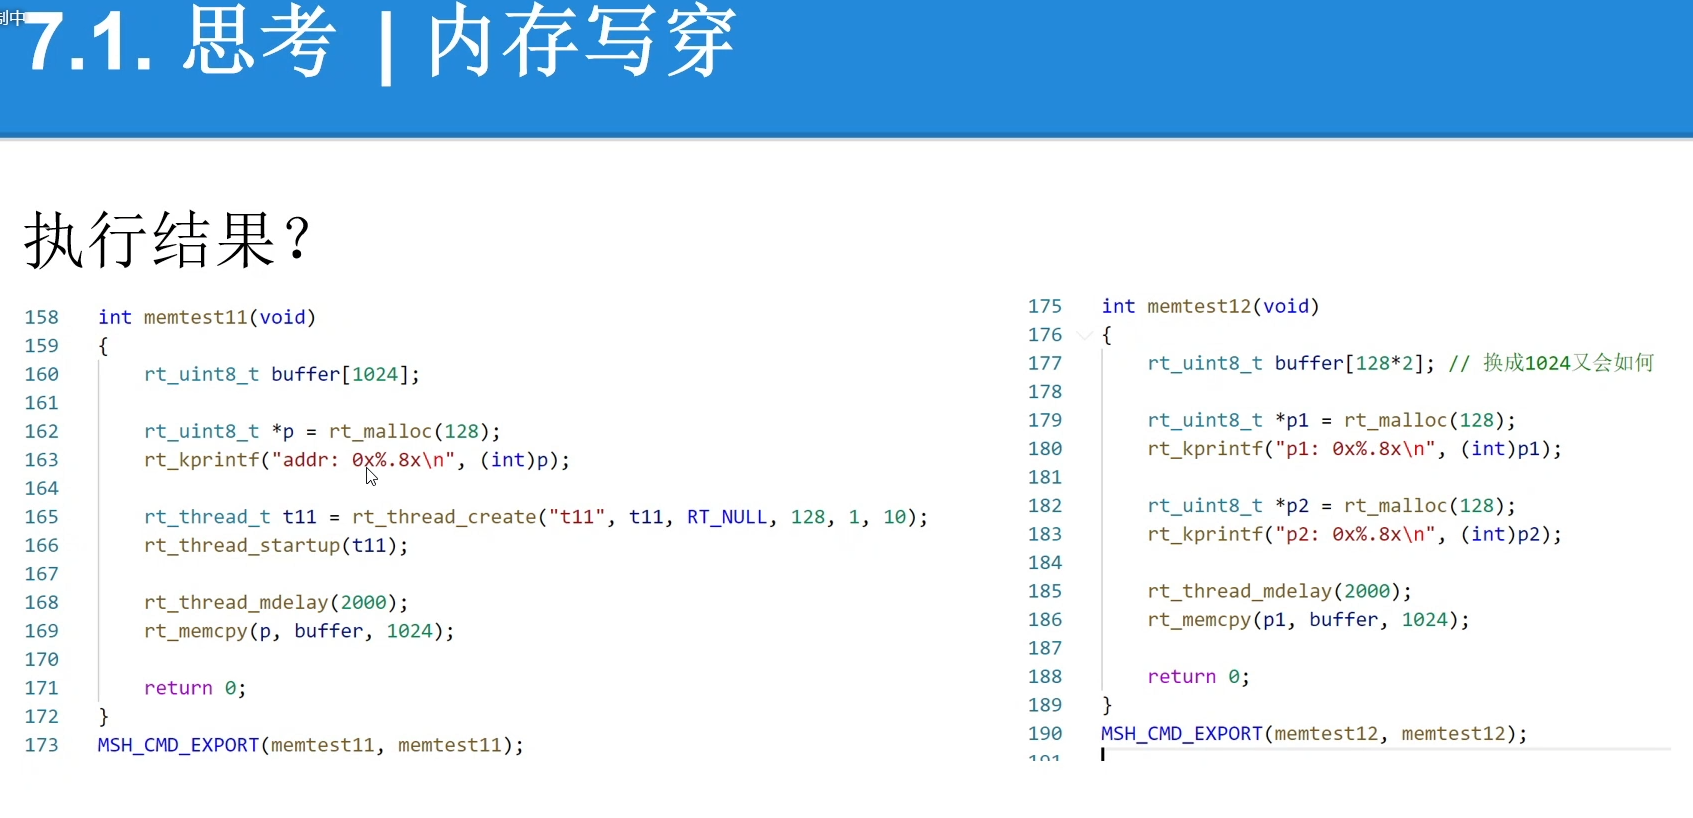 制中
7.1. 思考 | 内存写穿
执行结果？
158 int memtest11(void)
159 {
160 rt_uint8_t buffer[1024];
161
162 rt_uint8_t *p = rt_malloc(128);
163 rt_kprintf("addr: 0x%.8x\n", (int)p);
164
165 rt_thread_t t11 = rt_thread_create("t11", t11, RT_NULL, 128, 1, 10);
166 rt_thread_startup(t11);
167
168 rt_thread_mdelay(2000);
169 rt_memcpy(p, buffer, 1024);
170
171 return 0;
172 }
173 MSH_CMD_EXPORT(memtest11, memtest11);
175 int memtest12(void)
176 {
177 rt_uint8_t buffer[128*2]; // 换成1024又会如何
178
179 rt_uint8_t *p1 = rt_malloc(128);
180 rt_kprintf("p1: 0x%.8x\n", (int)p1);
181
182 rt_uint8_t *p2 = rt_malloc(128);
183 rt_kprintf("p2: 0x%.8x\n", (int)p2);
184
185 rt_thread_mdelay(2000);
186 rt_memcpy(p1, buffer, 1024);
187
188 return 0;
189 }
190 MSH_CMD_EXPORT(memtest12, memtest12);
191